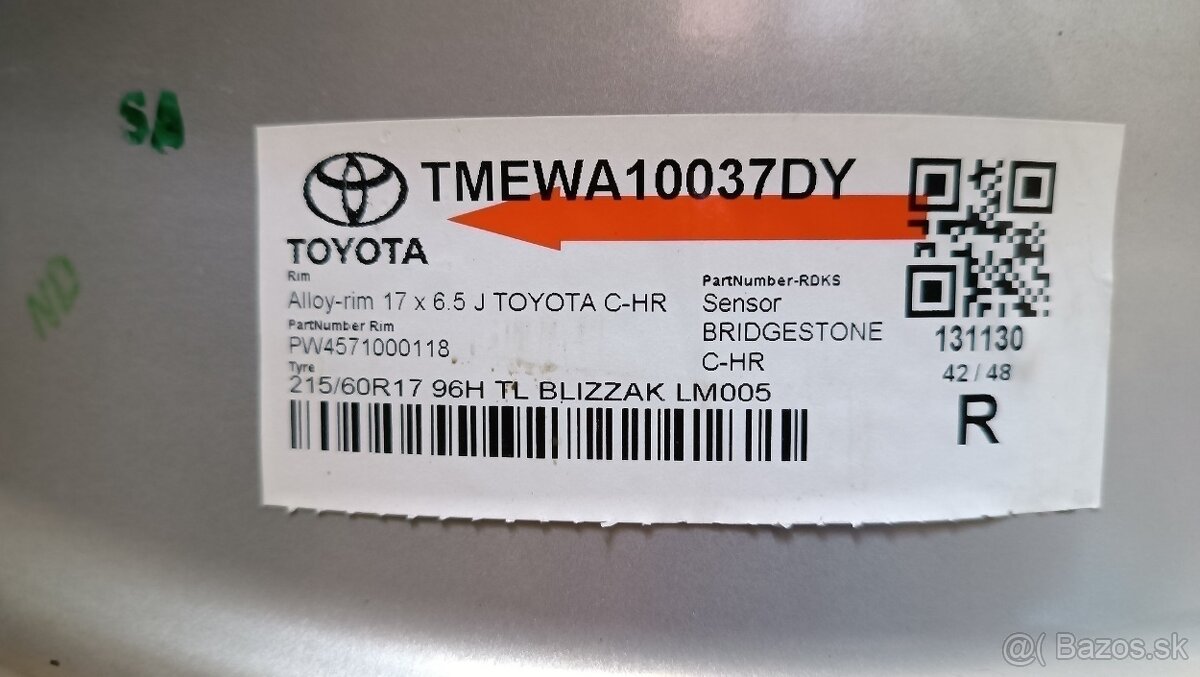 SA
ND
TMEWA10037DY
TOYOTA
Rim
Alloy-rim 17 x 6.5 J TOYOTA C-HR
PartNumber Rim
PW4571000118
Tyre
215/60R17 96H TL BLIZZAK LM005
PartNumber-RDKS
Sensor
BRIDGESTONE
C-HR
131130
42/48
R
@( Bazos.sk